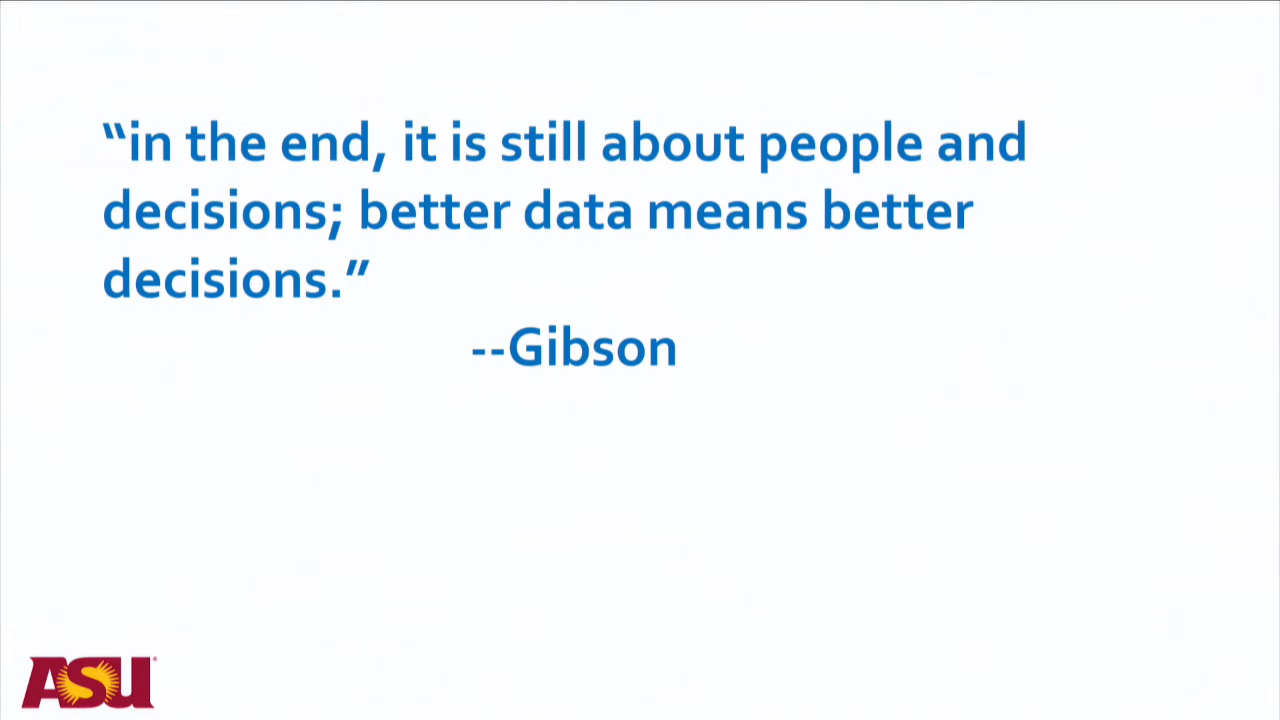 “in the end, it is still about people and
decisions; better data means better
decisions.”
--Gibson
ASU